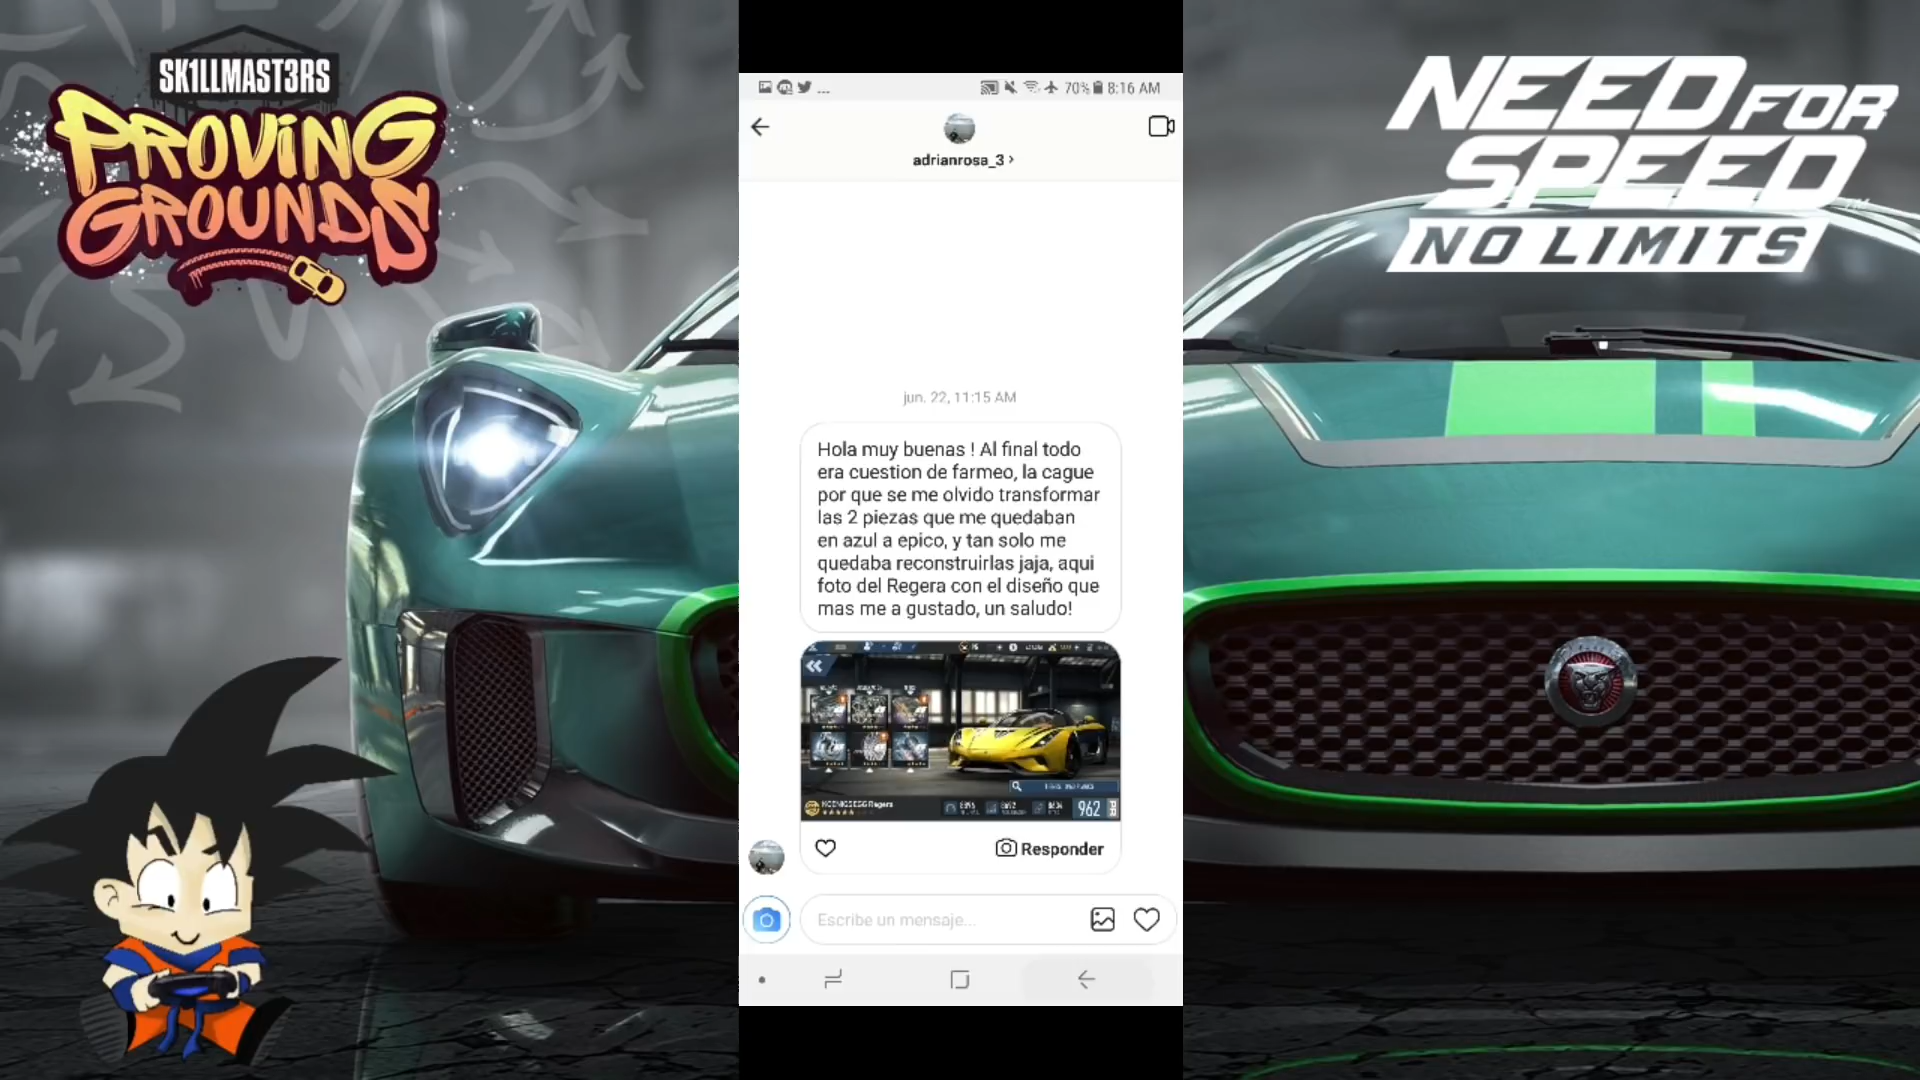 SK1LLMAST3RS
PROVING
GROUNDS
NEED FOR
SPEED
NO LIMITS
70% 8:16 AM
adrianrosa_3
jun. 22, 11:15 AM
Hola muy buenas ! Al final todo
era cuestion de farmeo, la cague
por que se me olvido transformar
las 2 piezas que me quedaban
en azul a epico, y tan solo me
quedaba reconstruirlas jaja, aqui
foto del Regera con el diseño que
mas me a gustado, un saludo!
KOENIGSEGG Regera
962
Responder
Escribe un mensaje...